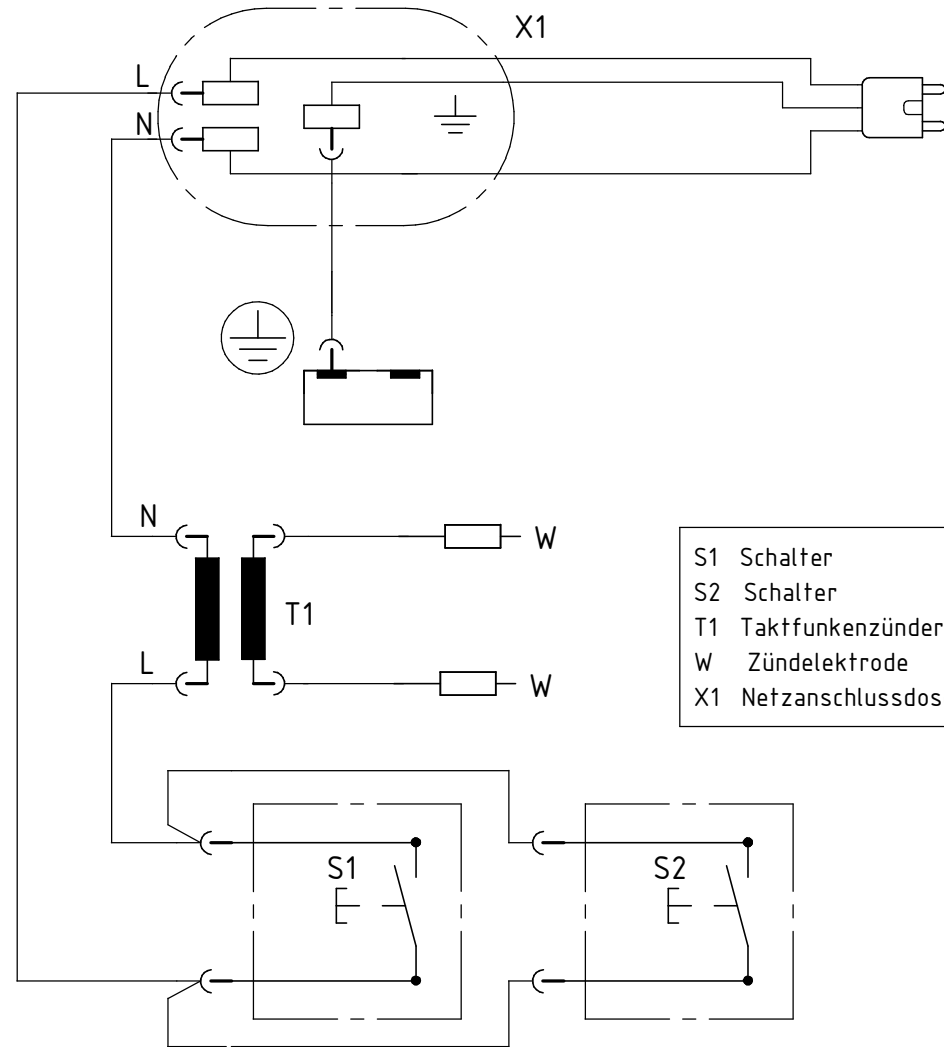 X1
L
N
N
W
T1
L
W
S1 Schalter
S2 Schalter
T1 Taktfunkenzünder
W Zündelektrode
X1 Netzanschlussdos
S1
S2